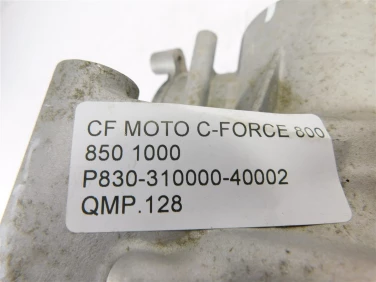 CF MOTO C-FORCE 800
850 1000
P830-310000-40002
QMP.128